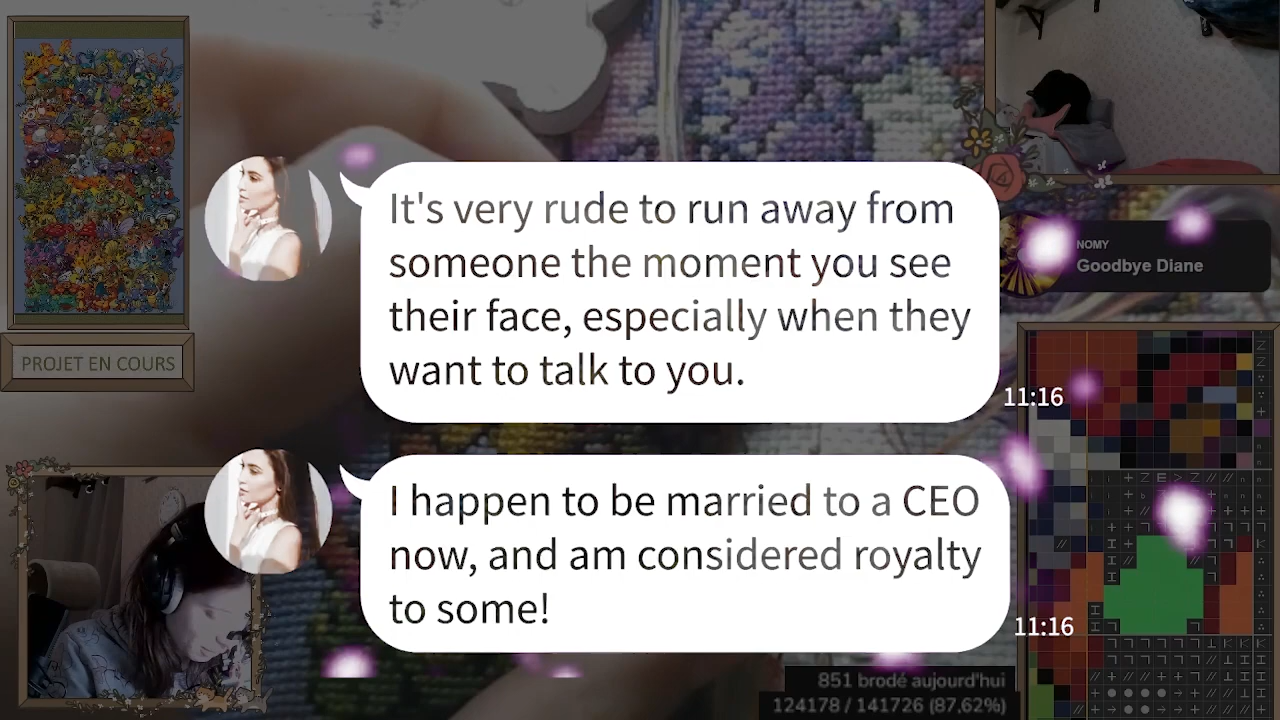 It's very rude to run away from
someone the moment you see
their face, especially when they
want to talk to you.
11:16
I happen to be married to a CEO
now, and am considered royalty
to some!
11:16
NOMY
Goodbye Diane
PROJET EN COURS
851 brodé aujourd'hui
124178 / 141726 (87,62%)